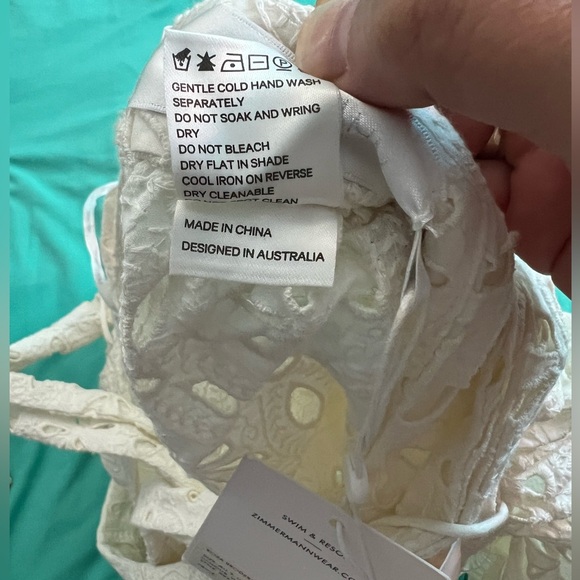 GENTLE COLD HAND WASH
SEPARATELY
DO NOT SOAK AND WRING
DRY
DO NOT BLEACH
DRY FLAT IN SHADE
COOL IRON ON REVERSE
DRY CLEANABLE
CLEAN
MADE IN CHINA
DESIGNED IN AUSTRALIA
SWIM &
ZIMMERMANNWEAR.CO